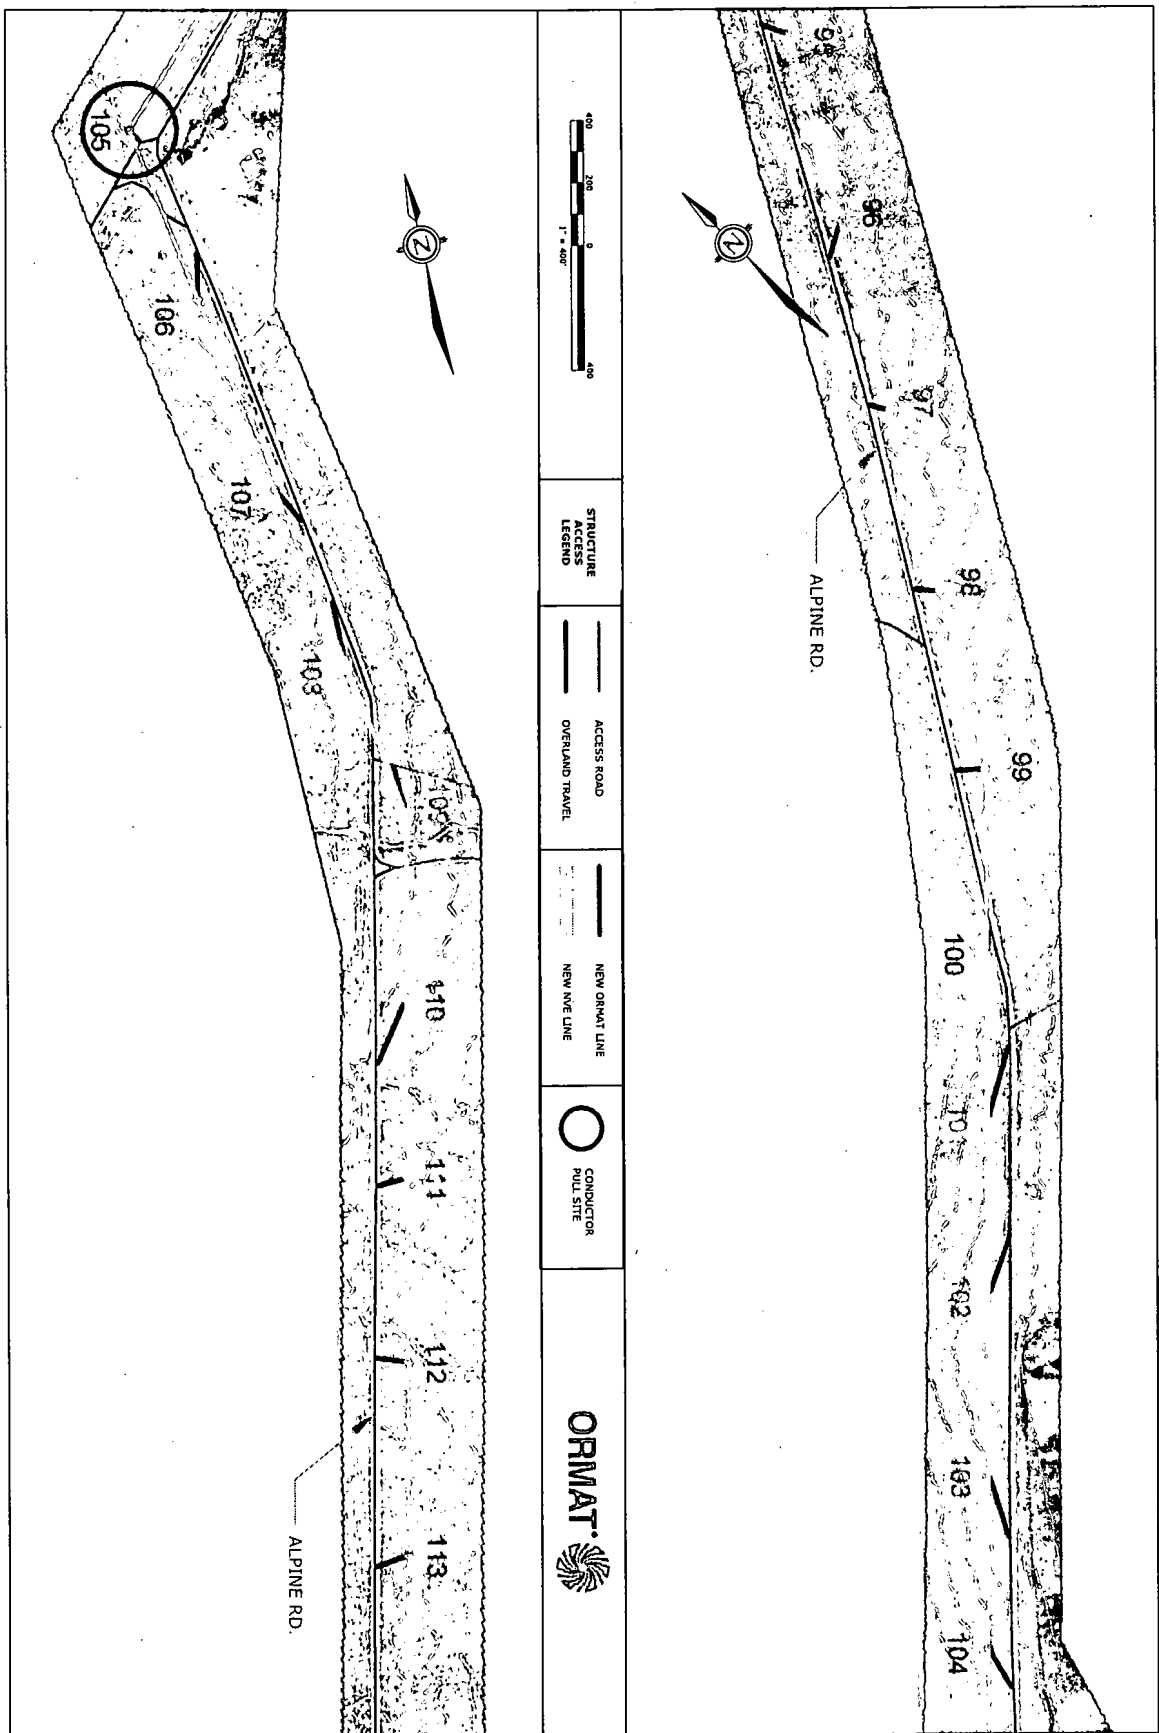 95
96
97
98
99
100
10
102
103
104
ALPINE RD.
400
200
0
400
1" = 400'
STRUCTURE
ACCESS
LEGEND
ACCESS ROAD
OVERLAND TRAVEL
NEW ORMAT LINE
NEW NVE LINE
CONDUCTOR
PULL SITE
ORMAT
N
N
105
106
107
108
109
110
111
112
113
ALPINE RD.